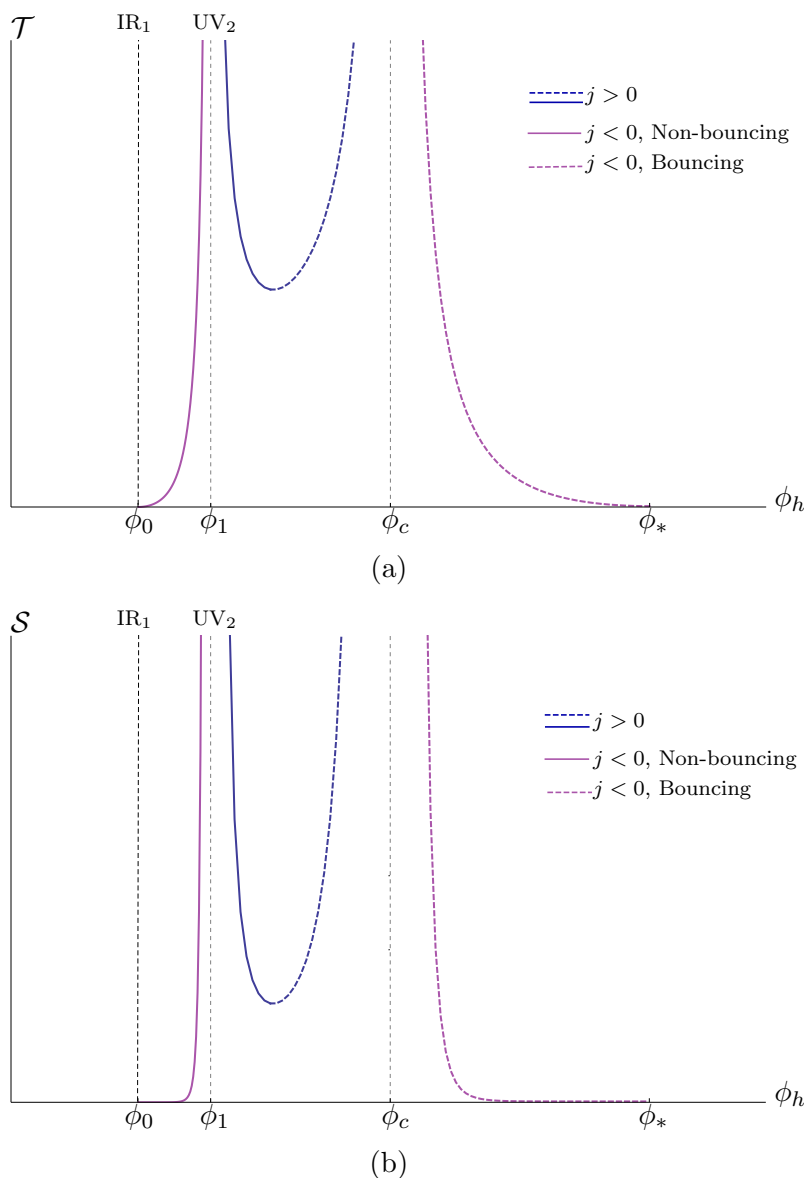 𝒯 IR₁ UV₂
j > 0
j < 0, Non-bouncing
j < 0, Bouncing
ϕ₀ ϕ₁ ϕ_c ϕ_* ϕ_h
(a)
𝒮 IR₁ UV₂
j > 0
j < 0, Non-bouncing
j < 0, Bouncing
ϕ₀ ϕ₁ ϕ_c ϕ_* ϕ_h
(b)